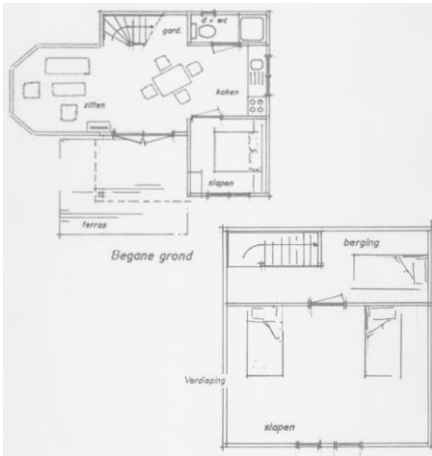 d + wc
gard.
koken
zitten
slapen
terras
Begane grond
berging
Verdieping
slapen